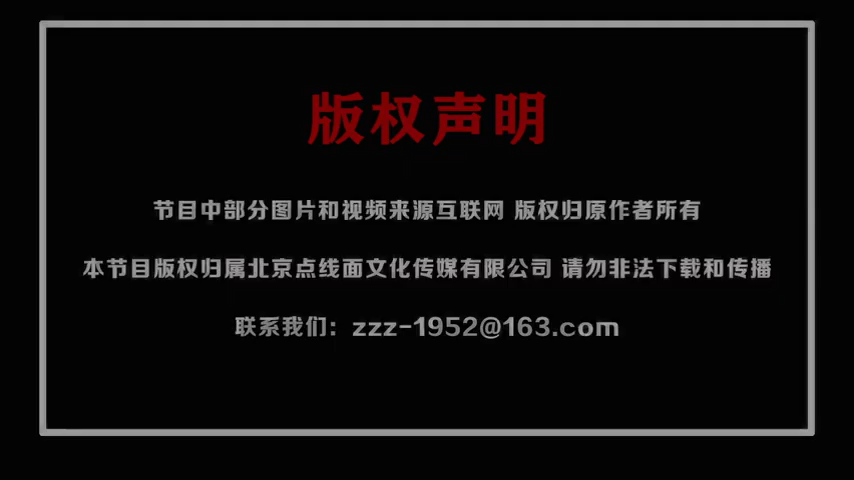 版权声明
节目中部分图片和视频来源互联网 版权归原作者所有
本节目版权归属北京点线面文化传媒有限公司 请勿非法下载和传播
联系我们：zzz-1952@163.com